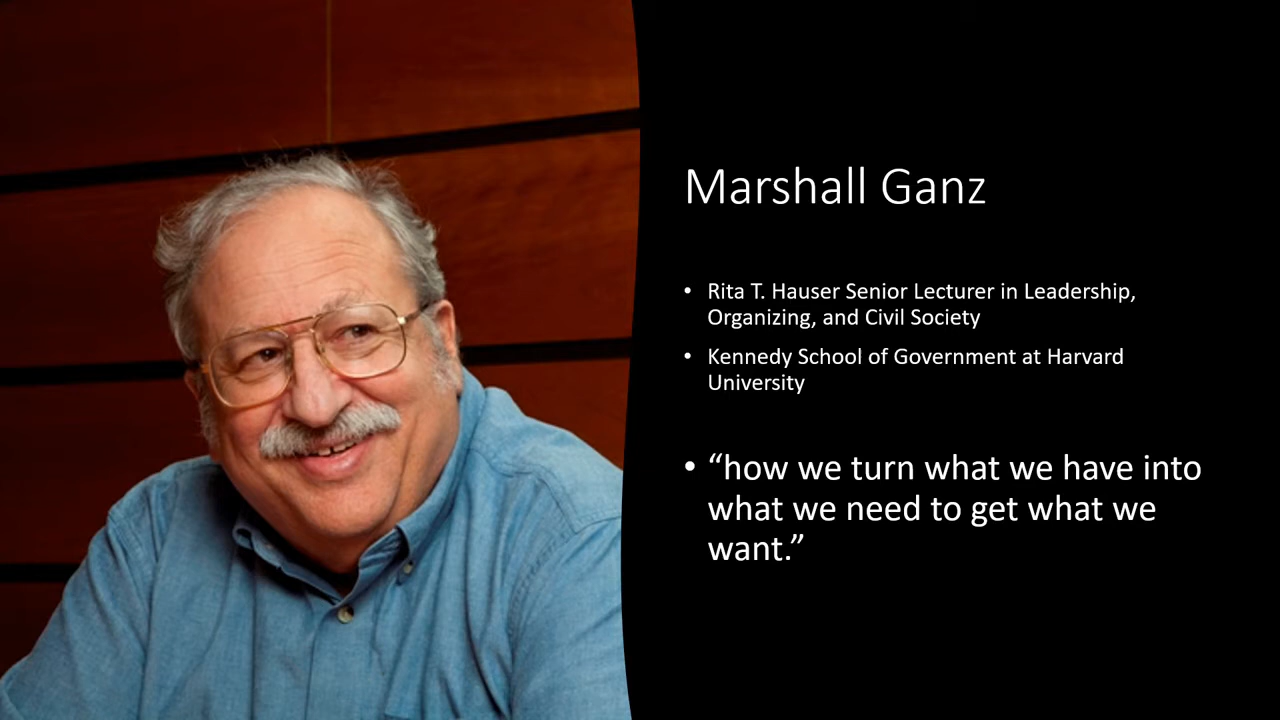 Marshall Ganz
• Rita T. Hauser Senior Lecturer in Leadership,
Organizing, and Civil Society
• Kennedy School of Government at Harvard
University
• “how we turn what we have into
what we need to get what we
want.”